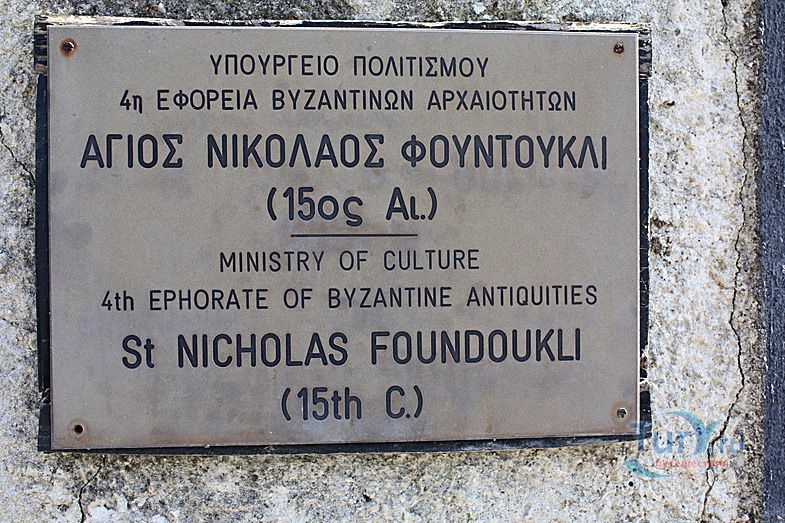 ΥΠΟΥΡΓΕΙΟ ΠΟΛΙΤΙΣΜΟΥ
4η ΕΦΟΡΕΙΑ ΒΥΖΑΝΤΙΝΩΝ ΑΡΧΑΙΟΤΗΤΩΝ
ΑΓΙΟΣ ΝΙΚΟΛΑΟΣ ΦΟΥΝΤΟΥΚΛΙ
(15ος Αι.)
MINISTRY OF CULTURE
4th EPHORATE OF BYZANTINE ANTIQUITIES
St NICHOLAS FOUNDOUKLI
(15th C.)